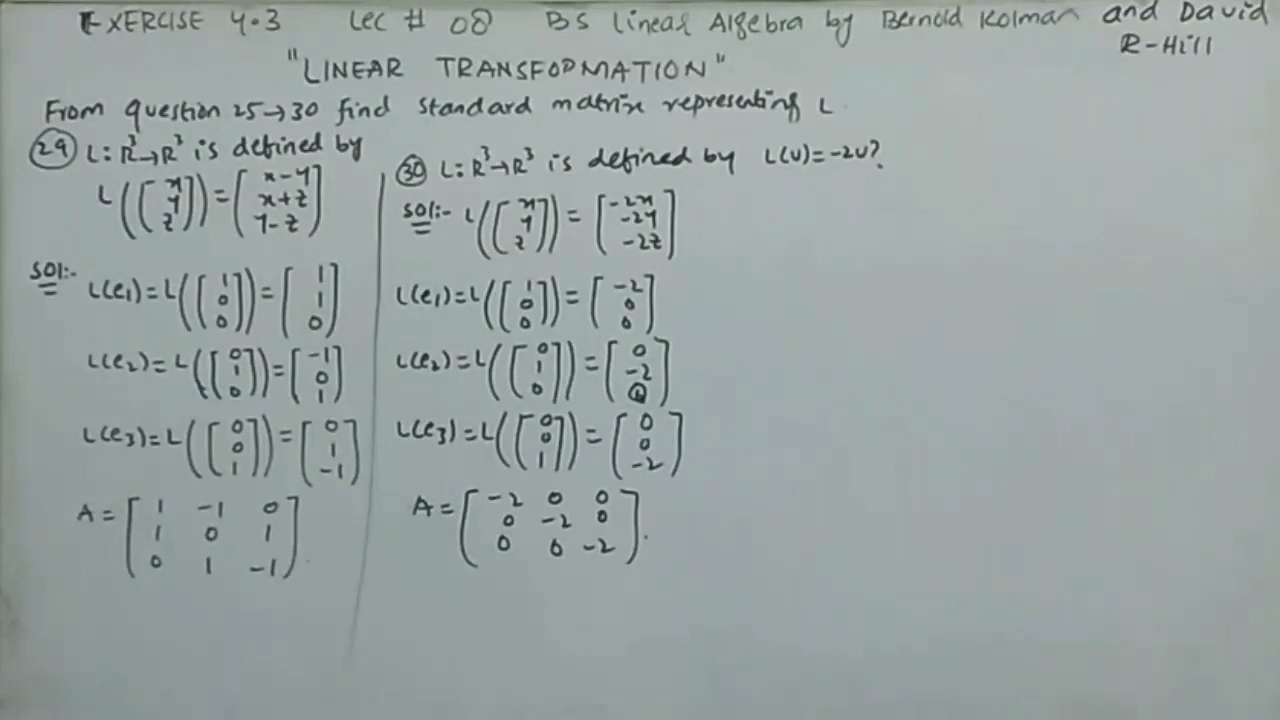 EXERCISE 4.3 Lec # 08 BS Linear Algebra by Bernold Kolman and David R-Hill
"LINEAR TRANSFORMATION"
From question 25→30 find standard matrix representing L.
(29) L: R³→R³ is defined by
L([x y z]) = [x-y x+z y-z]
Sol:-
L(e₁) = L([1 0 0]) = [1 1 0]
L(e₂) = L([0 1 0]) = [-1 0 1]
L(e₃) = L([0 0 1]) = [0 1 -1]
A = [1 -1 0
1 0 1
0 1 -1]
(30) L: R³→R³ is defined by L(u)=-2u?
Sol:- L([x y z]) = [-2x -2y -2z]
L(e₁) = L([1 0 0]) = [-2 0 0]
L(e₂) = L([0 1 0]) = [0 -2 0]
L(e₃) = L([0 0 1]) = [0 0 -2]
A = [-2 0 0
0 -2 0
0 0 -2].